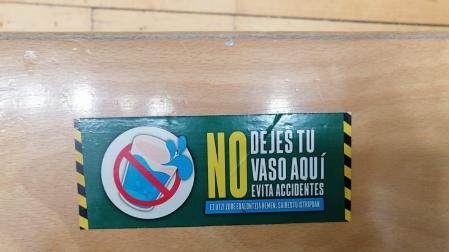 NO DEJES TU
VASO AQUÍ
EVITA ACCIDENTES
EZ UTZI ZURE EDALONTZIA HEMEN, SAIHESTU ISTRIPUAK